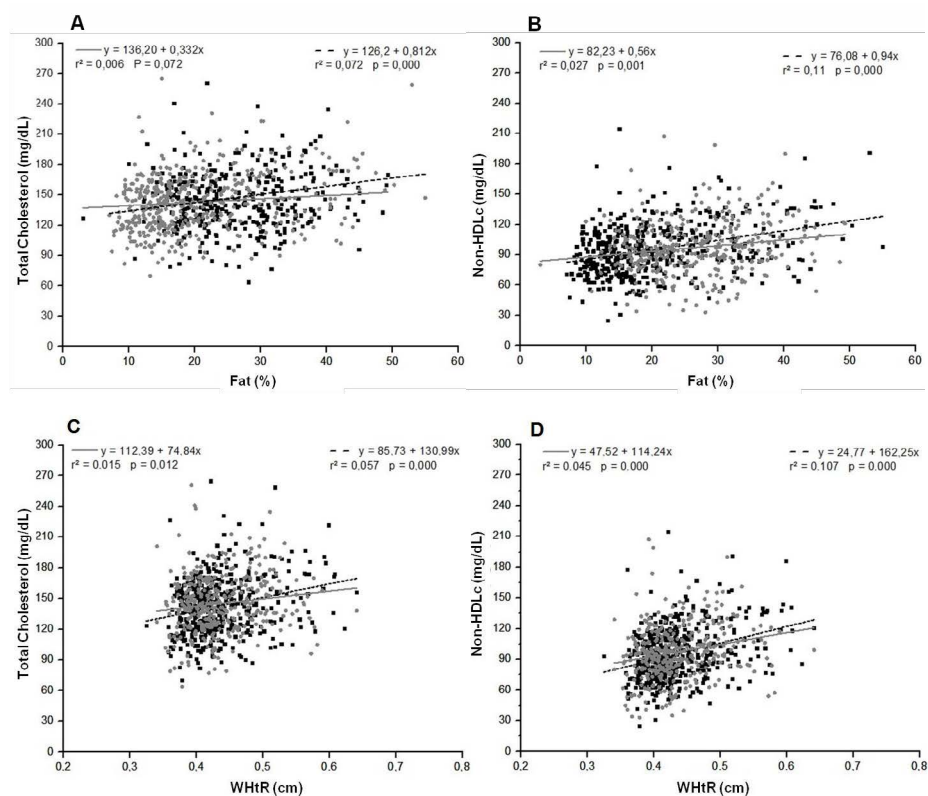 A
y = 136,20 + 0,332x
r² = 0,006 P = 0,072
y = 126,2 + 0,812x
r² = 0,072 p = 0,000
Total Cholesterol (mg/dL)
300
270
240
210
180
150
120
90
60
30
0
0 10 20 30 40 50 60
Fat (%)
B
y = 82,23 + 0,56x
r² = 0,027 p = 0,001
y = 76,08 + 0,94x
r² = 0,11 p = 0,000
Non-HDLc (mg/dL)
300
270
240
210
180
150
120
90
60
30
0
0 10 20 30 40 50 60
Fat (%)
C
y = 112,39 + 74,84x
r² = 0.015 p = 0.012
y = 85,73 + 130,99x
r² = 0.057 p = 0.000
Total Cholesterol (mg/dL)
300
270
240
210
180
150
120
90
60
30
0
0,2 0,3 0,4 0,5 0,6 0,7 0,8
WHtR (cm)
D
y = 47,52 + 114,24x
r² = 0.045 p = 0.000
y = 24,77 + 162,25x
r² = 0.107 p = 0.000
Non-HDLc (mg/dL)
300
270
240
210
180
150
120
90
60
30
0
0,2 0,3 0,4 0,5 0,6 0,7 0,8
WHtR (cm)